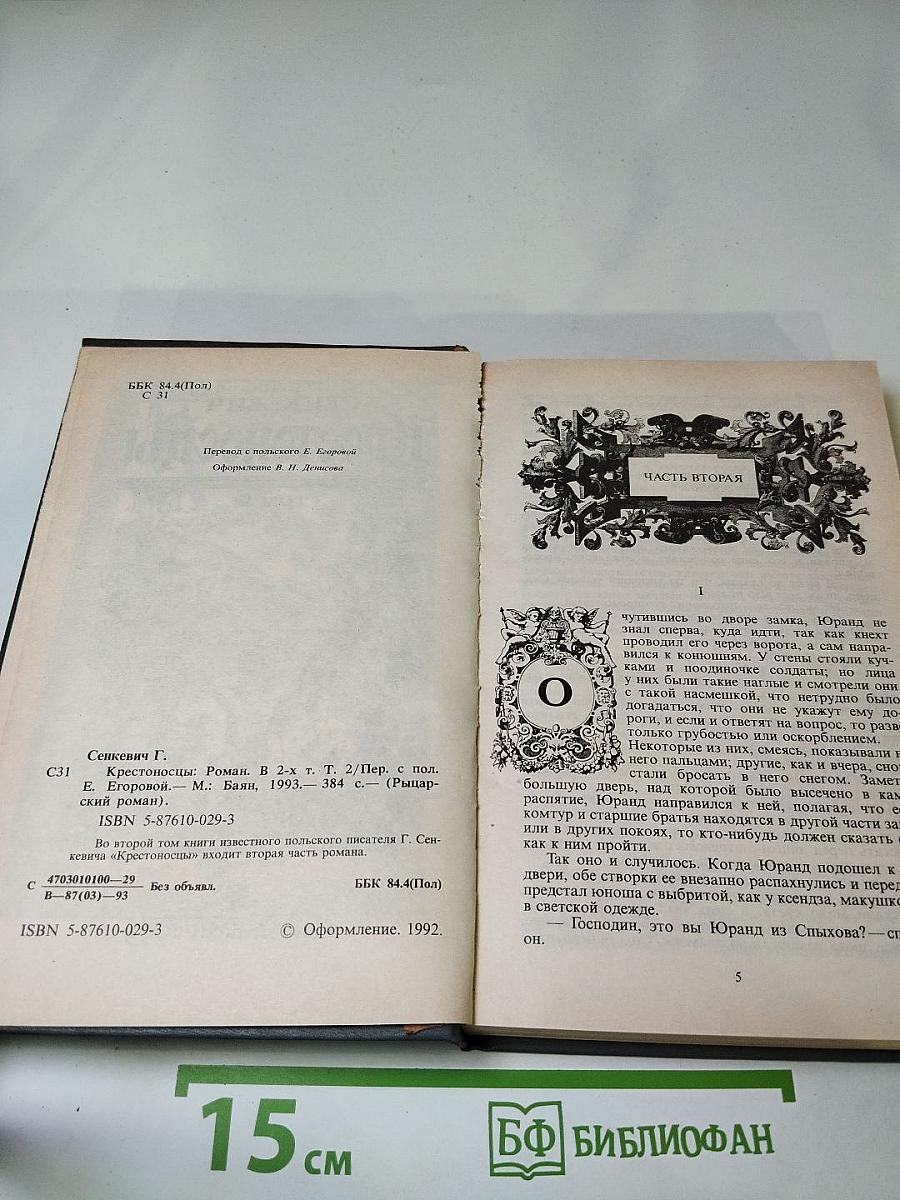 ББК 84.4(Пол)
С 31
Перевод с польского Е. Егоровой
Оформление В. Н. Денисова
Сенкевич Г.
С31 Крестоносцы: Роман. В 2-х т. Т. 2/Пер. с пол.
Е. Егоровой.— М.: Баян, 1993.— 384 с.— (Рыцар-
ский роман).
ISBN 5-87610-029-3
Во второй том книги известного польского писателя Г. Сен-
кевича «Крестоносцы» входит вторая часть романа.
С 4703010100—29
В—87(03)—93 Без объявл. ББК 84.4(Пол)
ISBN 5-87610-029-3 © Оформление. 1992.
ЧАСТЬ ВТОРАЯ
I
О
чутившись во дворе замка, Юранд не
знал сперва, куда идти, так как кнехт
проводил его через ворота, а сам напра-
вился к конюшням. У стены стояли куч-
ками и поодиночке солдаты; но лица
у них были такие наглые и смотрели они
с такой насмешкой, что нетрудно было
догадаться, что они не укажут ему до-
роги, и если и ответят на вопрос, то разве
только грубостью или оскорблением.
Некоторые из них, смеясь, показывали
него пальцами; другие, как и вчера,
стали бросать в него снегом.
большую дверь, над которой было высечено в
распятие, Юранд направился к ней, полагая, что
комтур и старшие братья находятся в другой части
или в других покоях, то кто-нибудь должен сказать
как к ним пройти.
Так оно и случилось. Когда Юранд подошел к
двери, обе створки ее внезапно распахнулись и
предстал юноша с выбритой, как у ксендза,
в светской одежде.
— Господин, это вы Юранд из Спыхова?—
он.
5
15 см
БФ БИБЛИОФАН